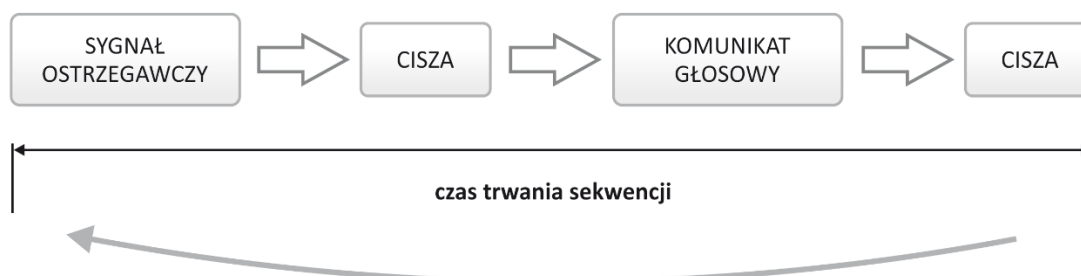 SYGNAŁ
OSTRZEGAWCZY
CISZA
KOMUNIKAT
GŁOSOWY
CISZA
czas trwania sekwencji